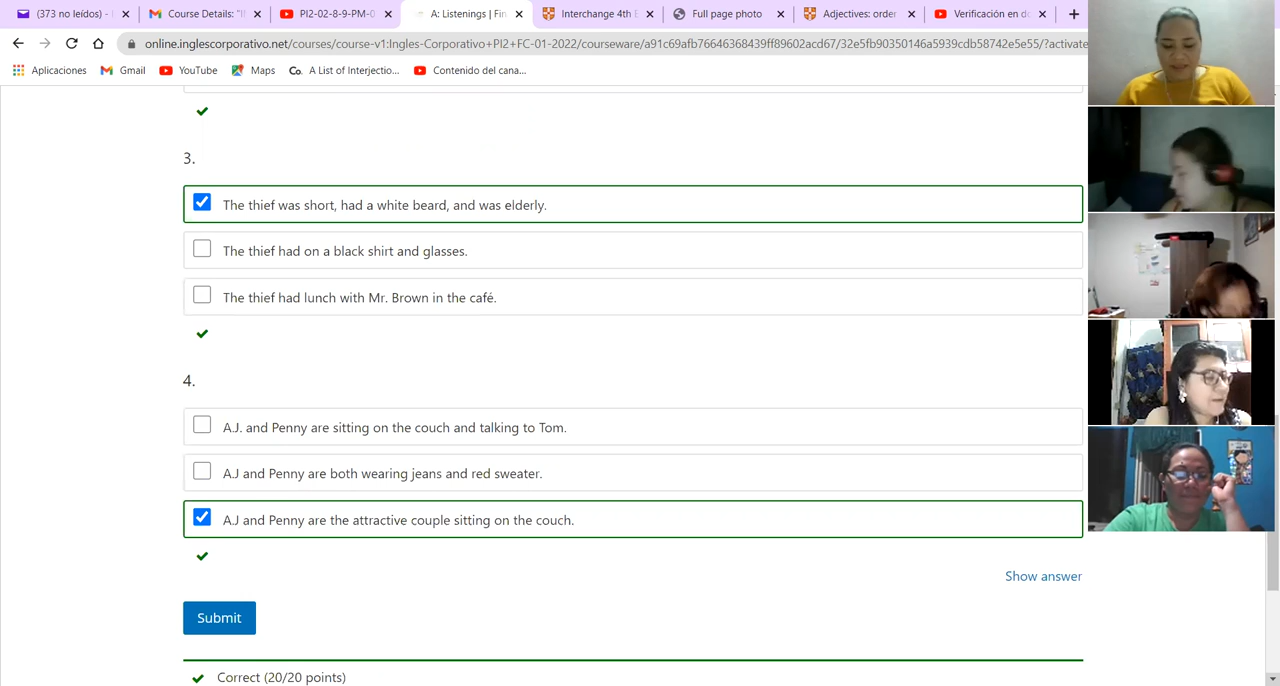 (373 no leídos) - l
Course Details: "I
PI2-02-8-9-PM-0
A: Listenings | Fin
Interchange 4th E
Full page photo
Adjectives: order
Verificación en do
online.inglescorporativo.net/courses/course-v1:Ingles-Corporativo+PI2+FC-01-2022/courseware/a91c69afb76646368439ff89602acd67/32e5fb90350146a5939cdb58742e5e55/?activate
Aplicaciones
Gmail
YouTube
Maps
Co. A List of Interjectio...
Contenido del cana...
3.
The thief was short, had a white beard, and was elderly.
The thief had on a black shirt and glasses.
The thief had lunch with Mr. Brown in the café.
4.
A.J. and Penny are sitting on the couch and talking to Tom.
A.J and Penny are both wearing jeans and red sweater.
A.J and Penny are the attractive couple sitting on the couch.
Show answer
Submit
Correct (20/20 points)